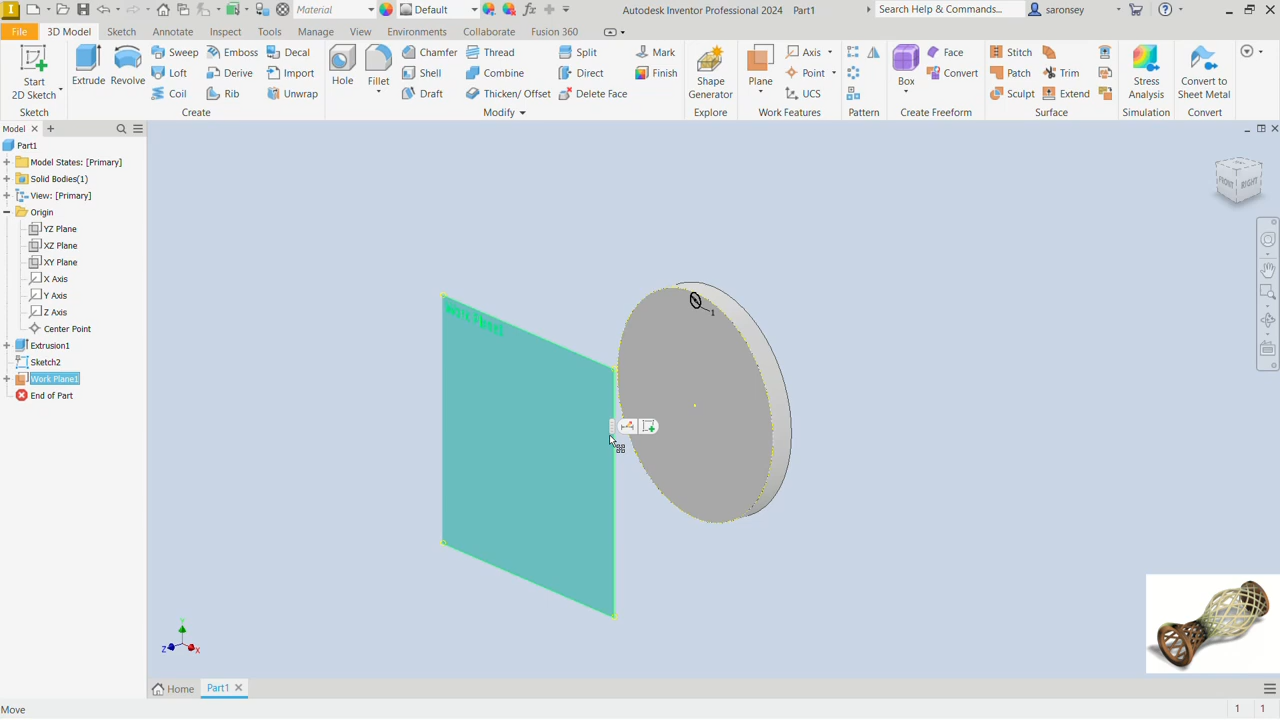 Material
Default
Autodesk Inventor Professional 2024 Part1
Search Help & Commands...
saronsey
File
3D Model
Sketch
Annotate
Inspect
Tools
Manage
View
Environments
Collaborate
Fusion 360
Start
2D Sketch
Extrude
Revolve
Sweep
Emboss
Decal
Loft
Derive
Import
Coil
Rib
Unwrap
Hole
Fillet
Chamfer
Thread
Split
Mark
Shell
Combine
Direct
Finish
Draft
Thicken/ Offset
Delete Face
Shape
Generator
Plane
Axis
Point
UCS
Box
Face
Convert
Stitch
Patch
Trim
Sculpt
Extend
Stress
Analysis
Convert to
Sheet Metal
Sketch
Create
Modify
Explore
Work Features
Pattern
Create Freeform
Surface
Simulation
Convert
Model
Part1
Model States: [Primary]
Solid Bodies(1)
View: [Primary]
Origin
YZ Plane
XZ Plane
XY Plane
X Axis
Y Axis
Z Axis
Center Point
Extrusion1
Sketch2
Work Plane1
End of Part
Work Plane1
1
FRONT
RIGHT
Y
Z
X
Home
Part1
Move
1
1